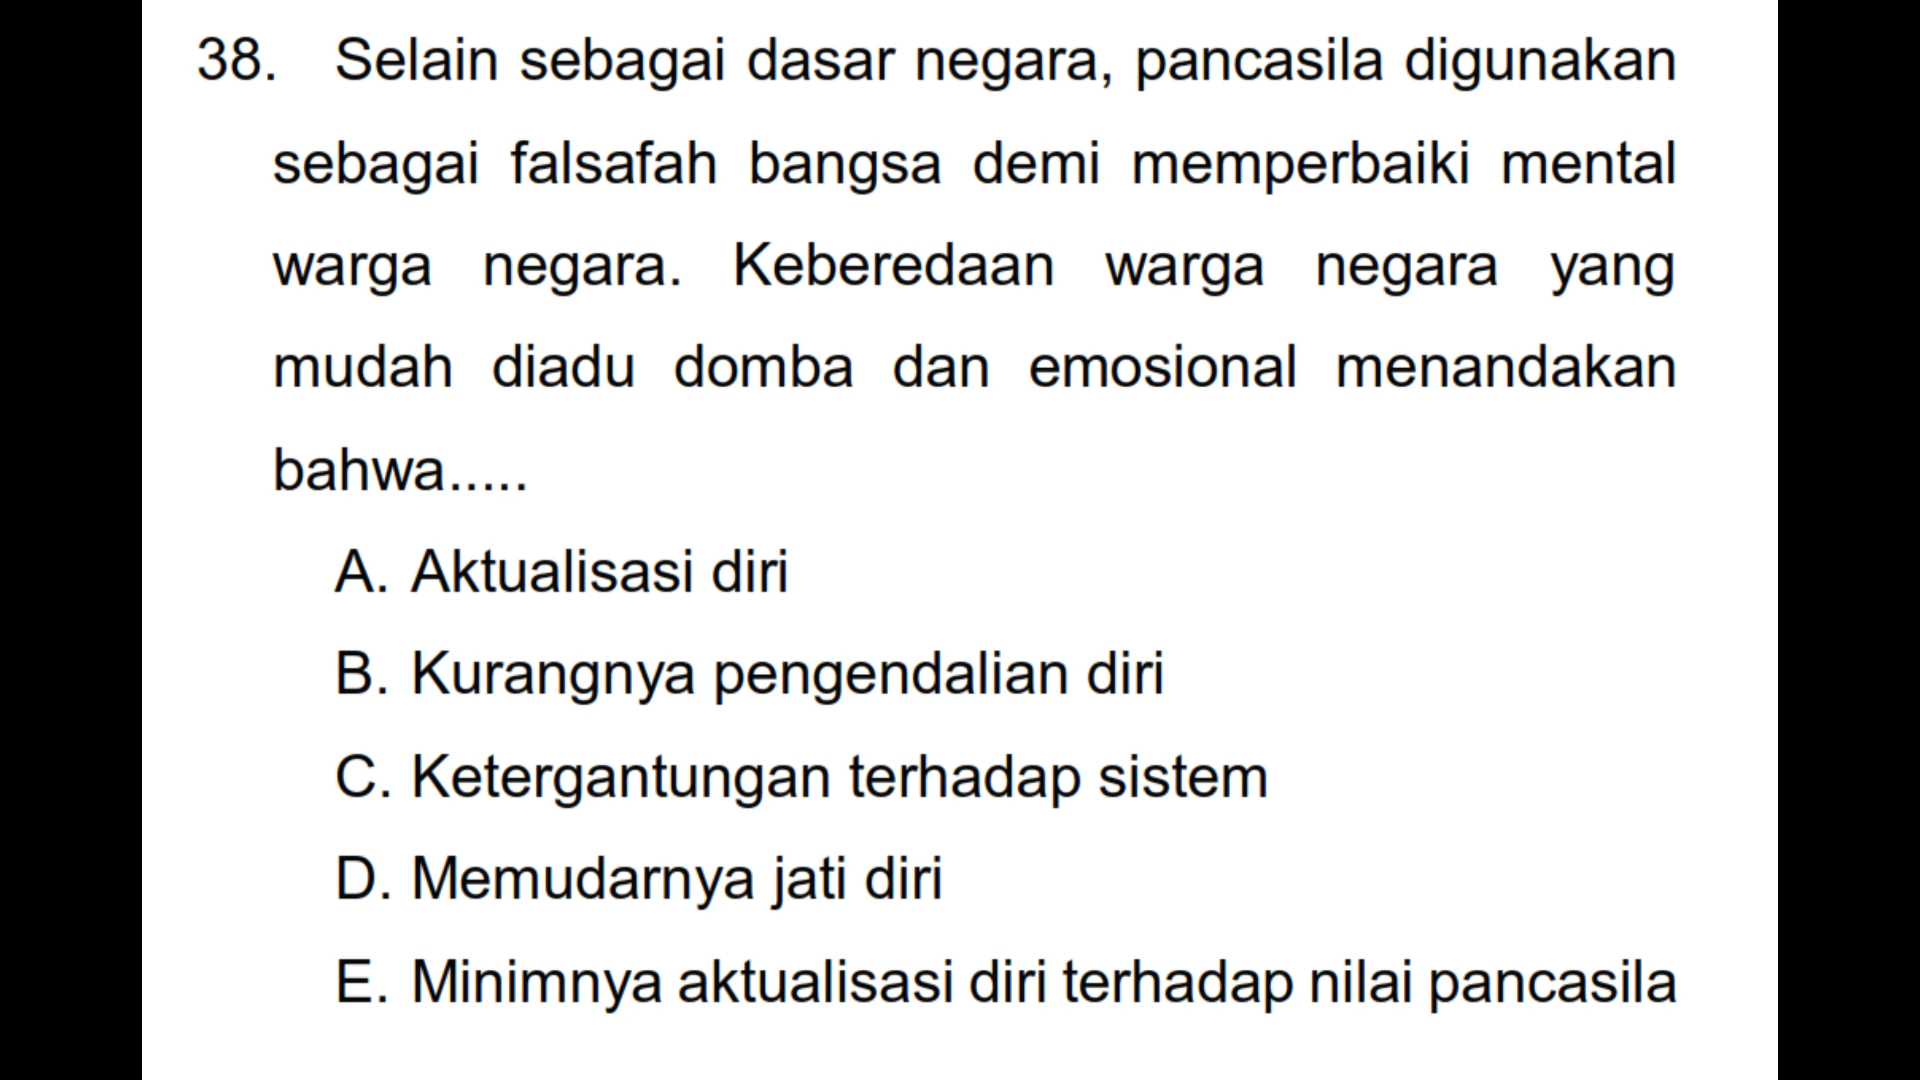 38. Selain sebagai dasar negara, pancasila digunakan
sebagai falsafah bangsa demi memperbaiki mental
warga negara. Keberedaan warga negara yang
mudah diadu domba dan emosional menandakan
bahwa.....
A. Aktualisasi diri
B. Kurangnya pengendalian diri
C. Ketergantungan terhadap sistem
D. Memudarnya jati diri
E. Minimnya aktualisasi diri terhadap nilai pancasila